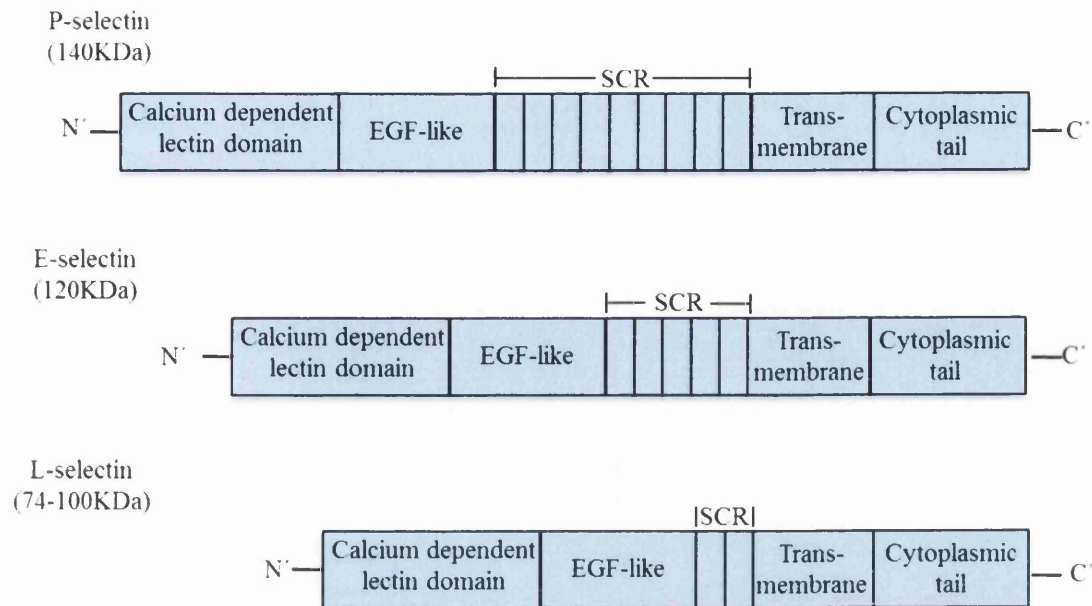 P-selectin
(140KDa)
SCR
N´
Calcium dependent
lectin domain
EGF-like
Trans-
membrane
Cytoplasmic
tail
C´
E-selectin
(120KDa)
SCR
N´
Calcium dependent
lectin domain
EGF-like
Trans-
membrane
Cytoplasmic
tail
C´
L-selectin
(74-100KDa)
SCR
N´
Calcium dependent
lectin domain
EGF-like
Trans-
membrane
Cytoplasmic
tail
C´